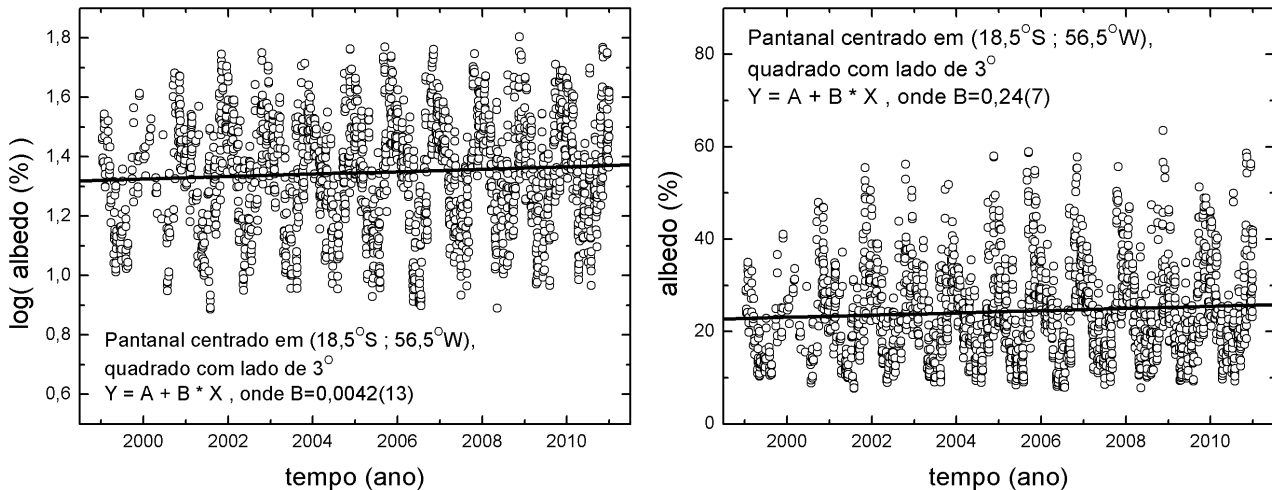 1,8
1,6
1,4
1,2
1,0
0,8
0,6
log( albedo (%) )
Pantanal centrado em (18,5°S ; 56,5°W),
quadrado com lado de 3°
Y = A + B * X , onde B=0,0042(13)
2000 2002 2004 2006 2008 2010
tempo (ano)
80
60
40
20
0
albedo (%)
Pantanal centrado em (18,5°S ; 56,5°W),
quadrado com lado de 3°
Y = A + B * X , onde B=0,24(7)
2000 2002 2004 2006 2008 2010
tempo (ano)